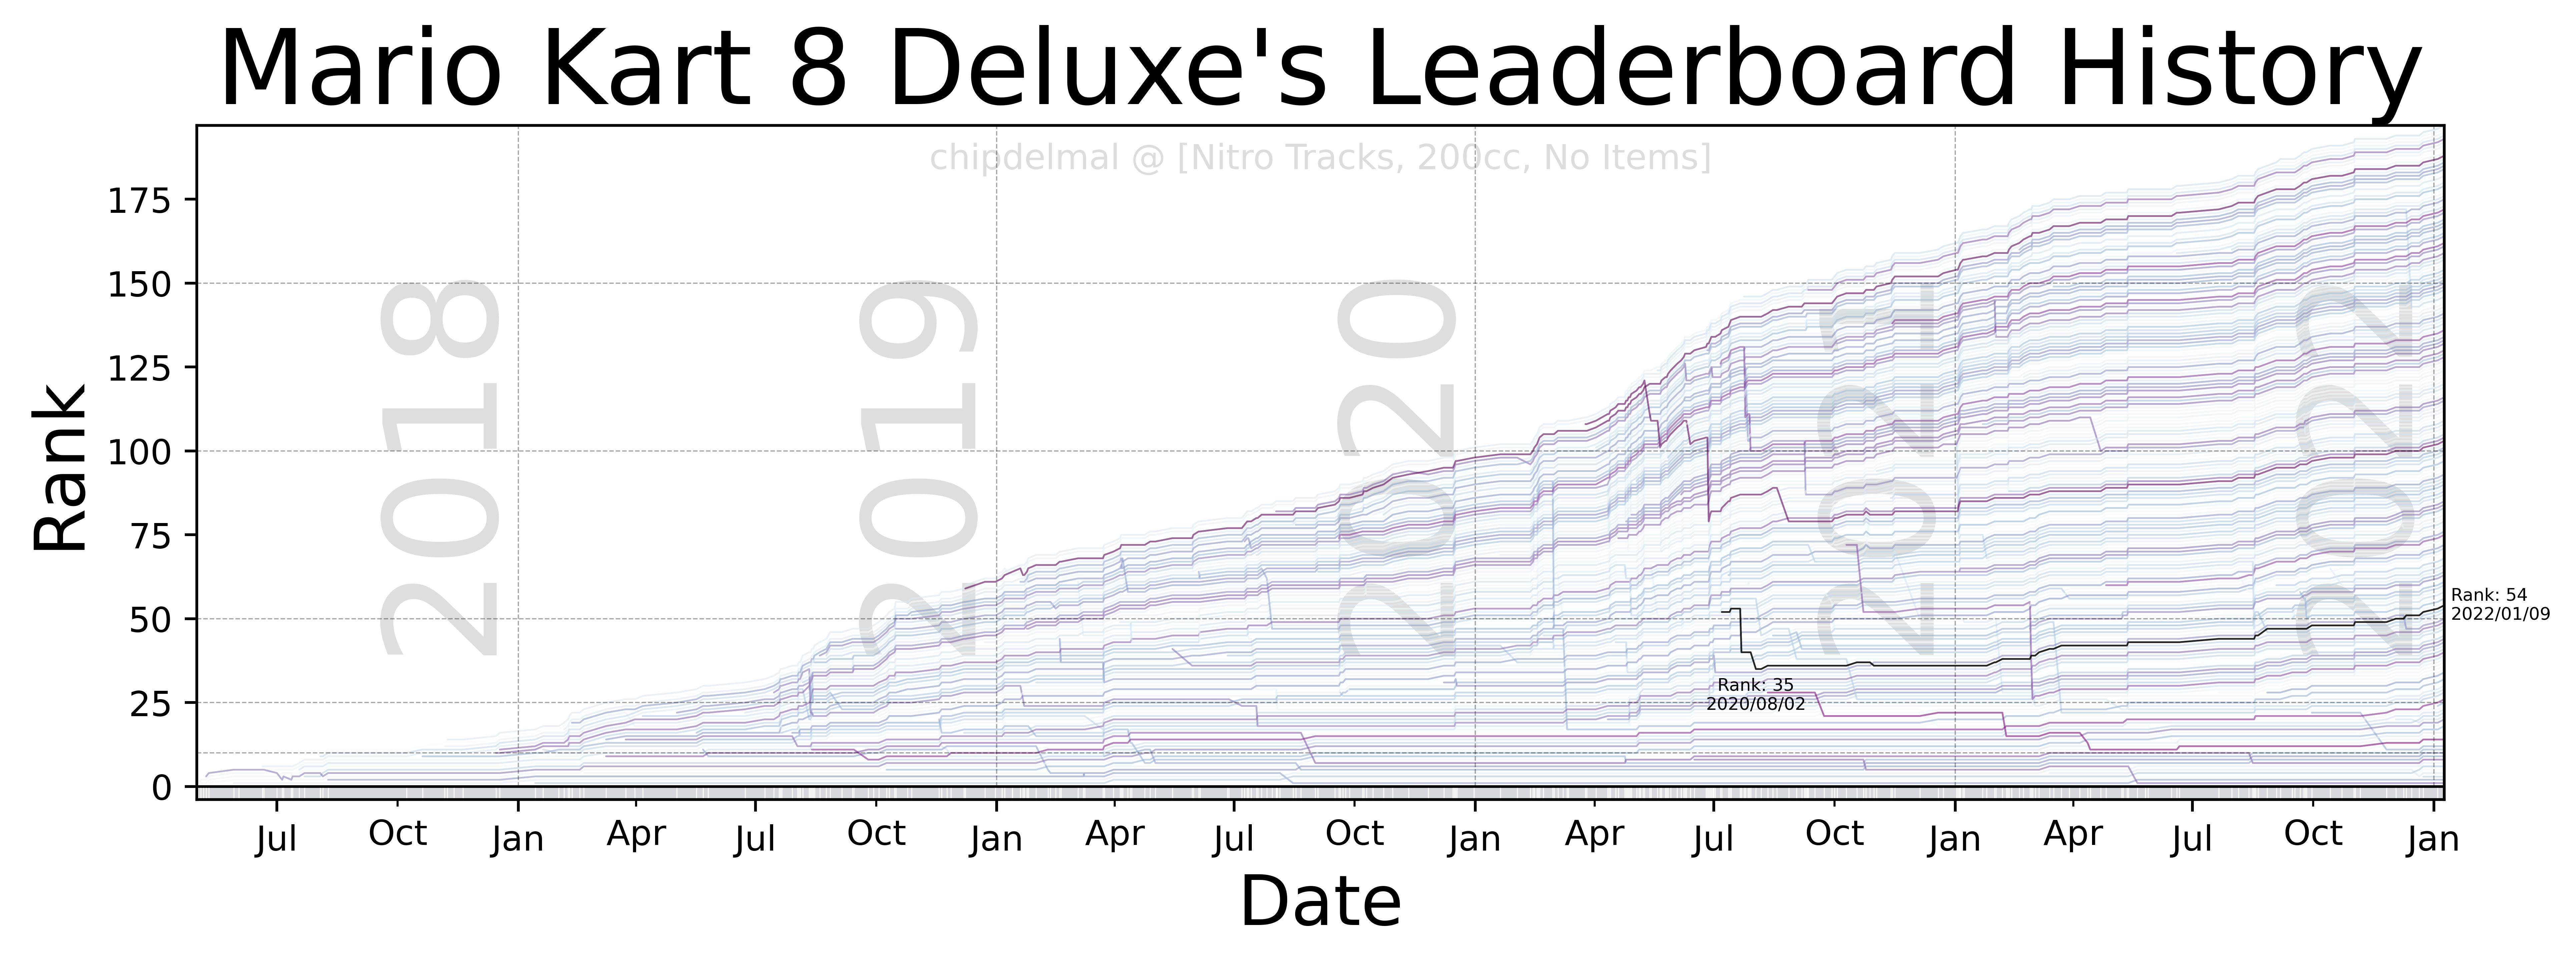 Mario Kart 8 Deluxe's Leaderboard History
chipdelmal @ [Nitro Tracks, 200cc, No Items]
Rank
175
150
125
100
75
50
25
0
2018
2019
2020
2021
2022
Rank: 54
2022/01/09
Rank: 35
2020/08/02
Jul Oct Jan Apr Jul Oct Jan Apr Jul Oct Jan Apr Jul Oct Jan Apr Jul Oct Jan
Date